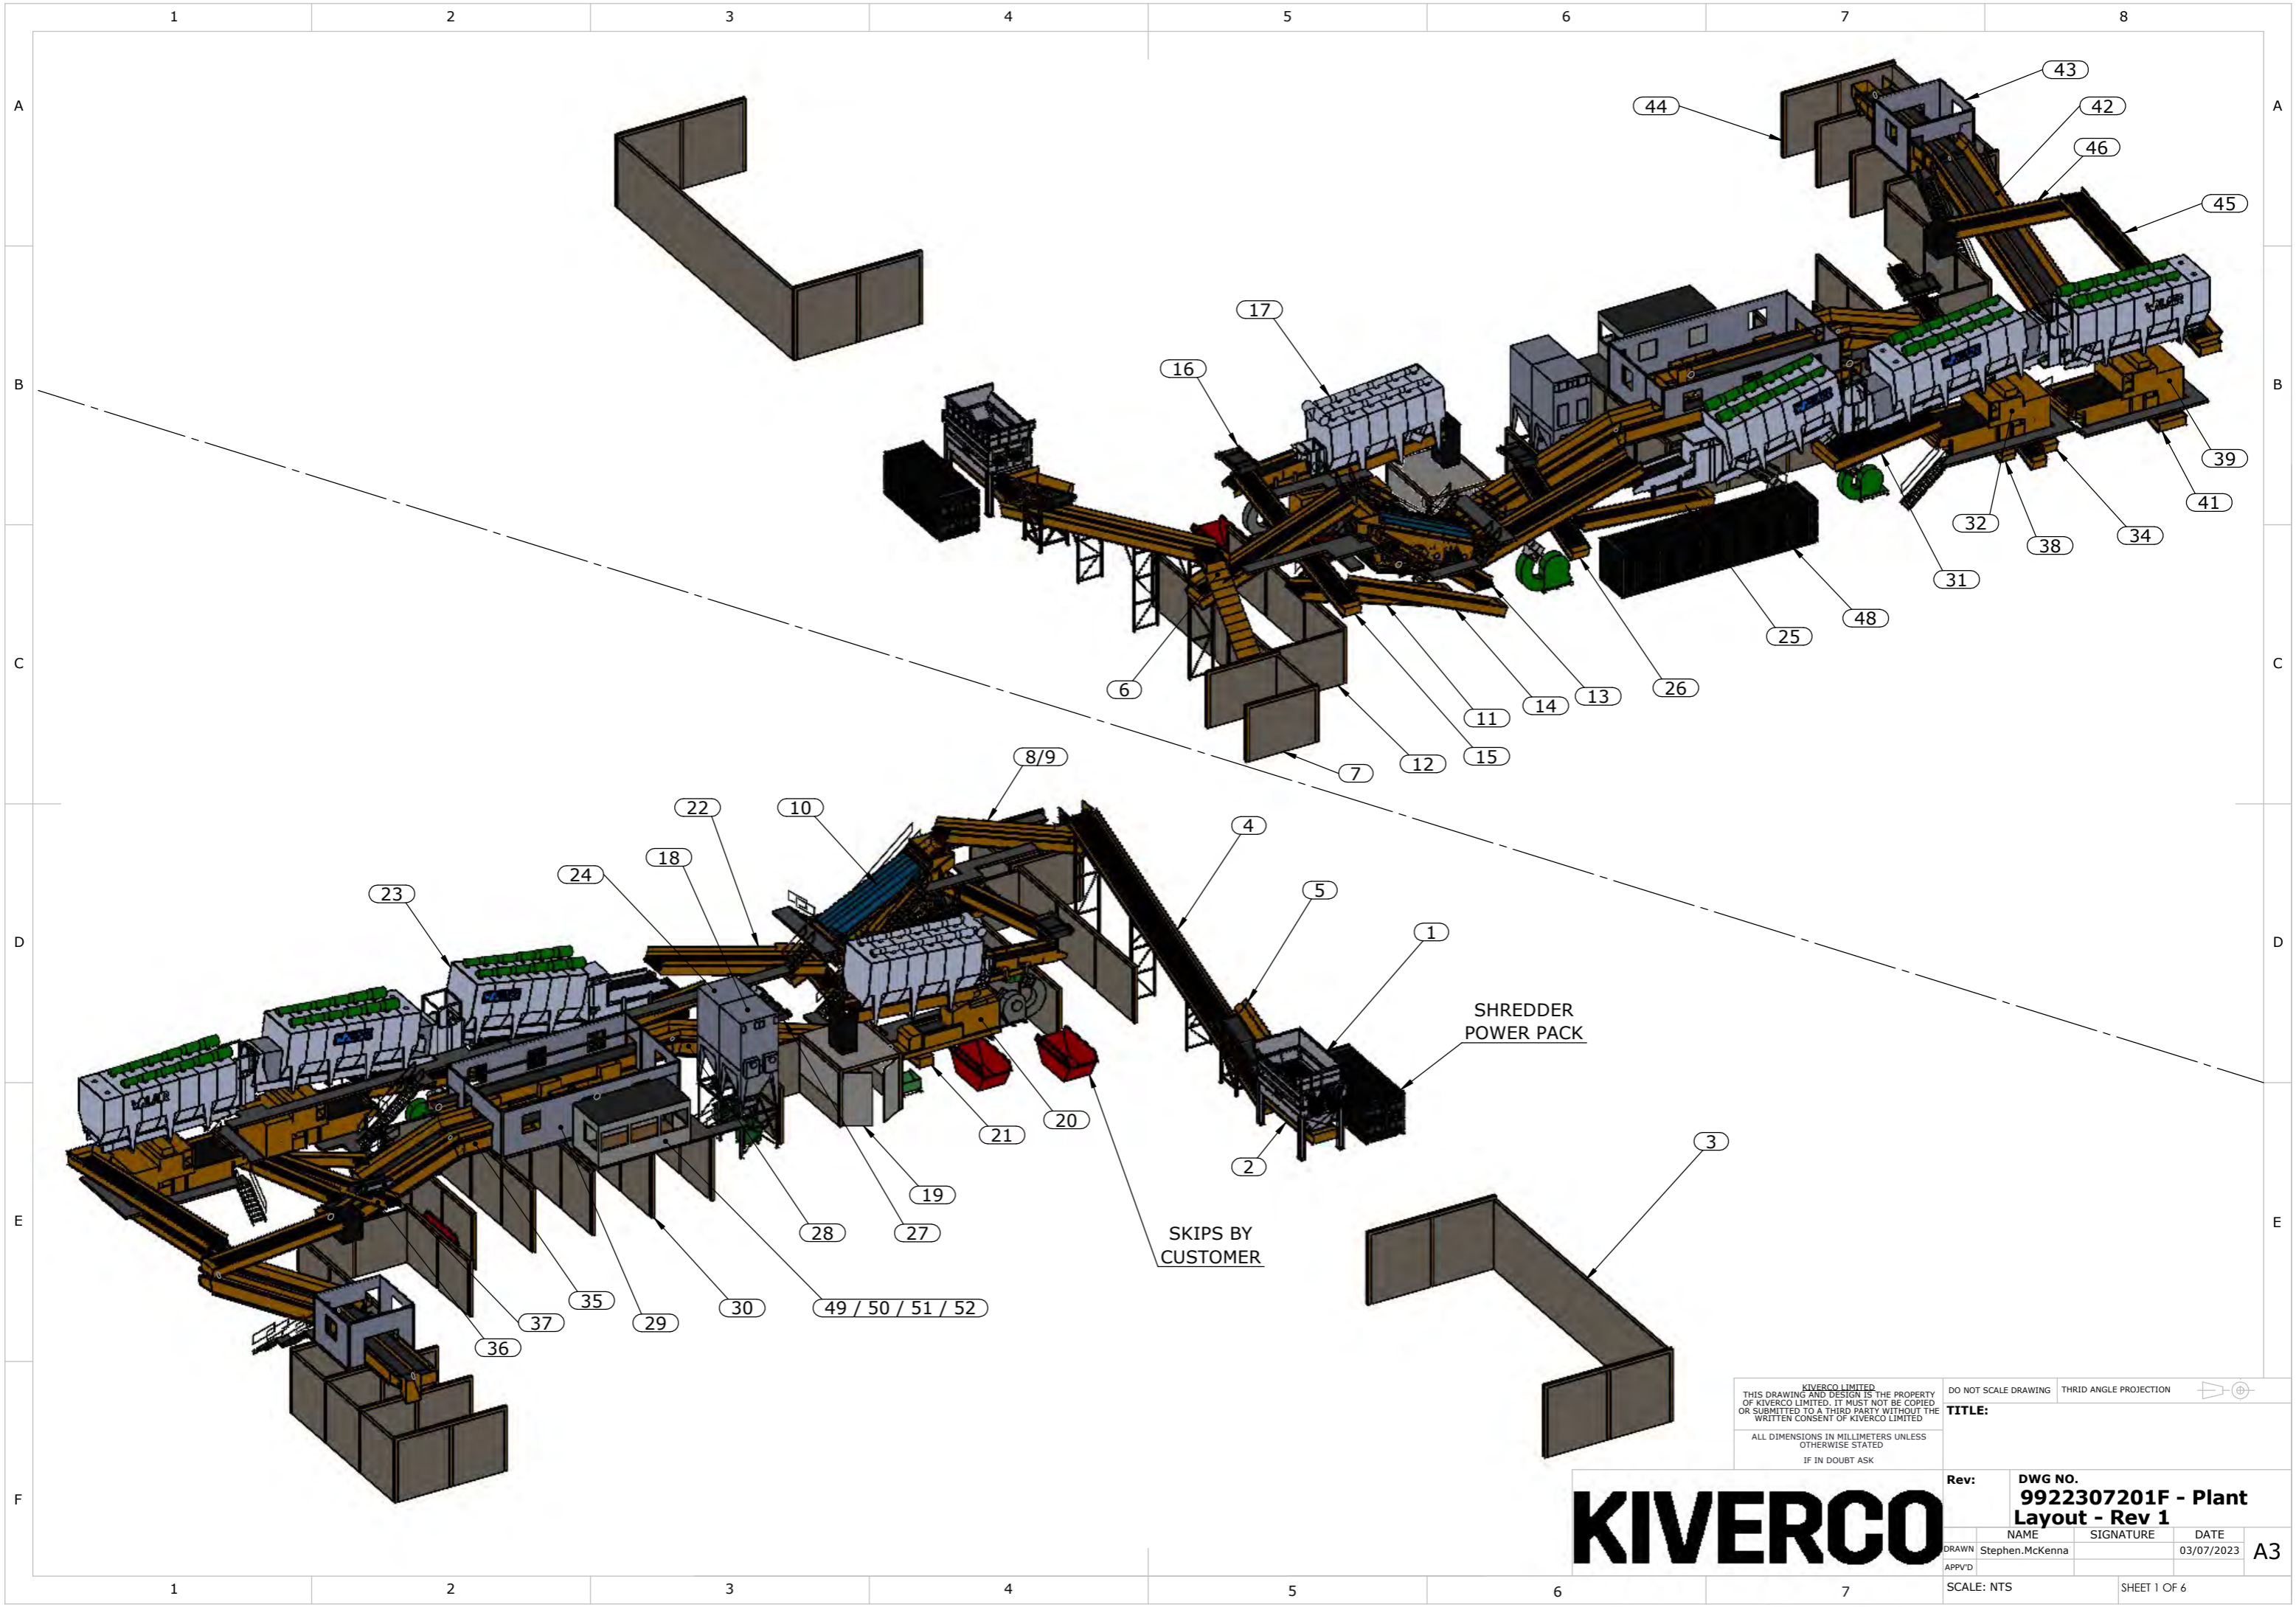 1 2 3 4 5 6 7 8
A A
43
44
42
46
45
17
16
B B
39
41
32
34
38
31
48
25
26
13
14
11
15
12
7
6
C C
8/9
22
10
4
18
24
5
23
1
D D
SHREDDER
POWER PACK
20
21
3
2
19
28
27
E E
SKIPS BY
CUSTOMER
35
30
49 / 50 / 51 / 52
37
29
36
F
KIVERCO LIMITED
THIS DRAWING AND DESIGN IS THE PROPERTY
OF KIVERCO LIMITED. IT MUST NOT BE COPIED
OR SUBMITTED TO A THIRD PARTY WITHOUT THE
WRITTEN CONSENT OF KIVERCO LIMITED
ALL DIMENSIONS IN MILLIMETERS UNLESS
OTHERWISE STATED
IF IN DOUBT ASK
DO NOT SCALE DRAWING
THRID ANGLE PROJECTION
TITLE:
KIVERCO
Rev:
DWG NO.
9922307201F - Plant
Layout - Rev 1
NAME SIGNATURE DATE
DRAWN Stephen.McKenna 03/07/2023
APPV'D
A3
SCALE: NTS
SHEET 1 OF 6
1 2 3 4 5 6 7